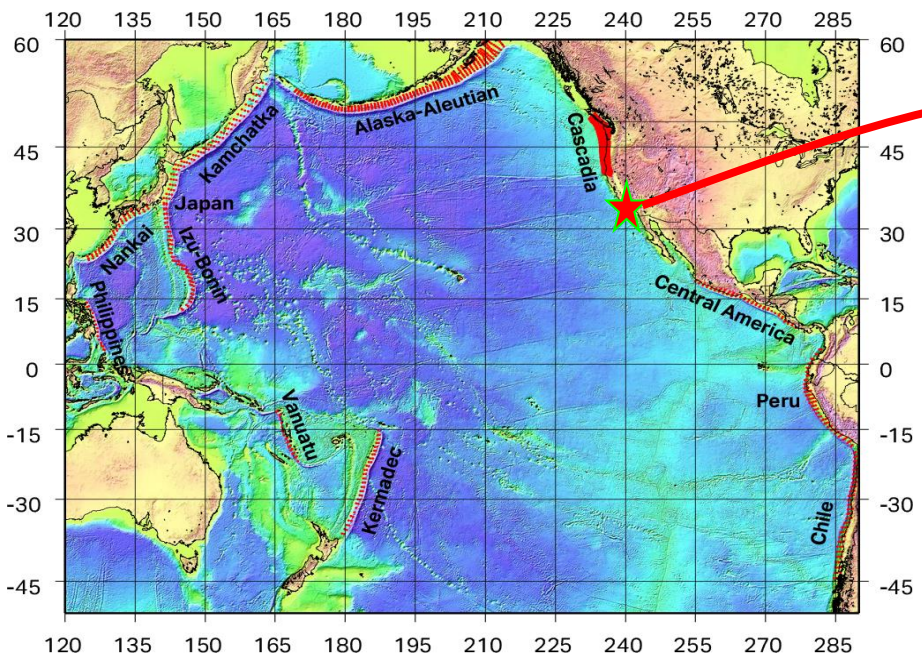 120 135 150 165 180 195 210 225 240 255 270 285
60 60
45 45
30 30
15 15
0 0
-15 -15
-30 -30
-45 -45
Kamchatka
Alaska-Aleutian
Cascadia
Japan
Nankai
Izu-Bonin
Philippines
Central America
Vanuatu
Kermadec
Peru
Chile
120 135 150 165 180 195 210 225 240 255 270 285